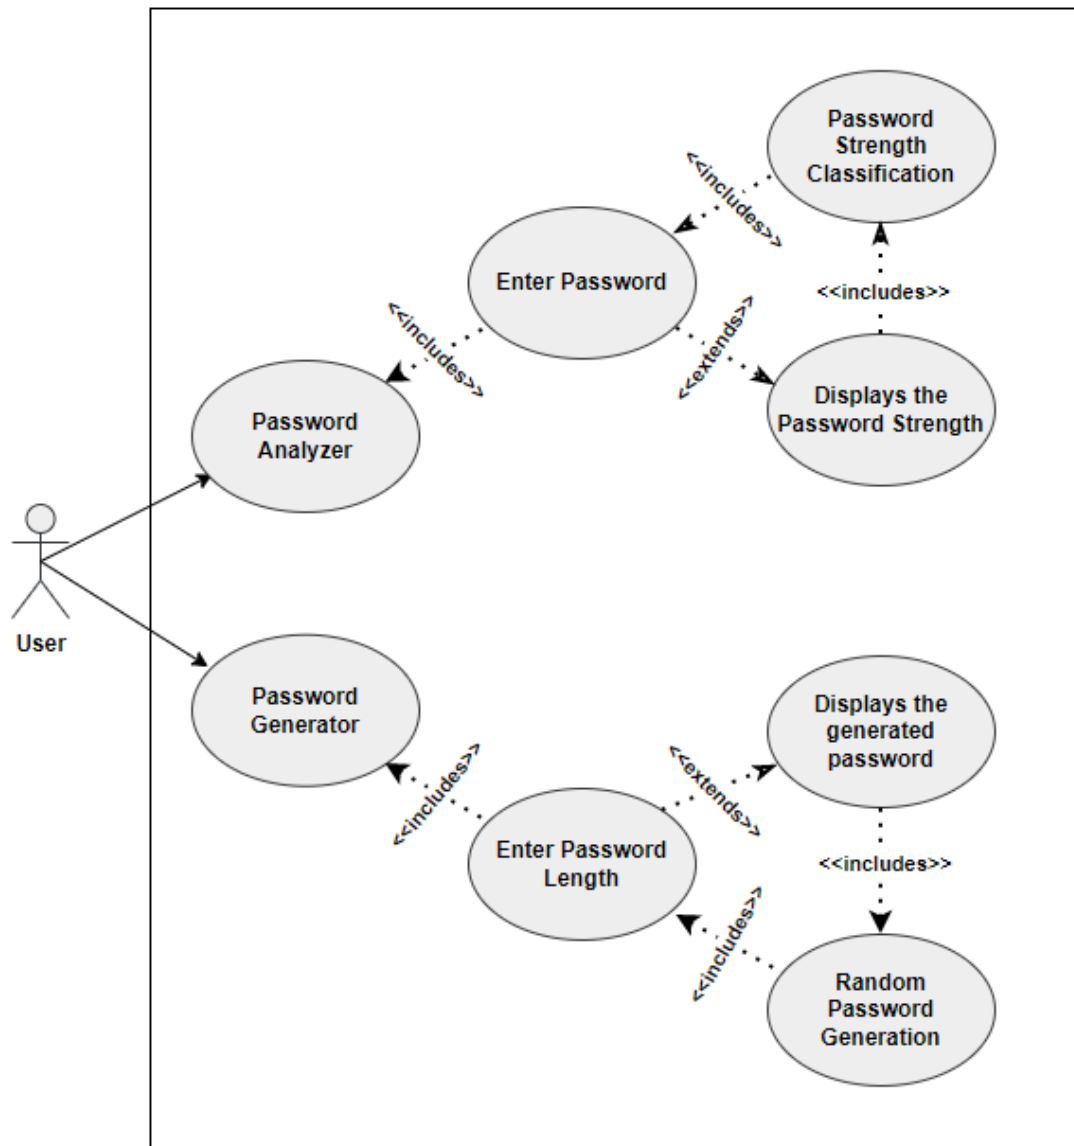 Password
Strength
Classification
<<includes>>
Enter Password
<<includes>>
<<includes>>
<<extends>>
Displays the
Password Strength
Password
Analyzer
User
Password
Generator
Displays the
generated
password
<<includes>>
<<extends>>
Enter Password
Length
<<includes>>
<<includes>>
Random
Password
Generation